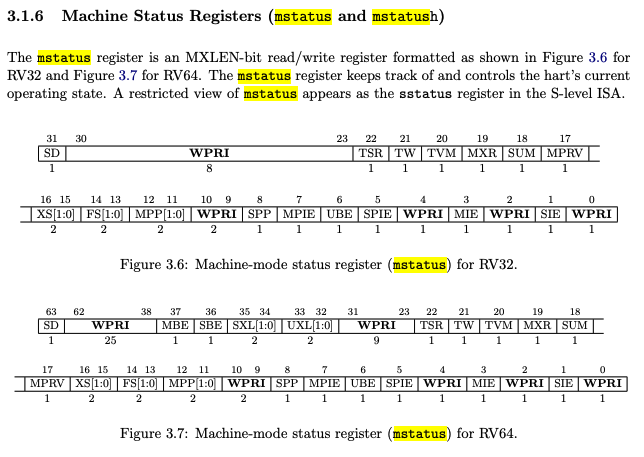 3.1.6 Machine Status Registers (mstatus and mstatush)
The mstatus register is an MXLEN-bit read/write register formatted as shown in Figure 3.6 for
RV32 and Figure 3.7 for RV64. The mstatus register keeps track of and controls the hart's current
operating state. A restricted view of mstatus appears as the sstatus register in the S-level ISA.
31 30 23 22 21 20 19 18 17
SD WPRI TSR TW TVM MXR SUM MPRV
1 8 1 1 1 1 1 1
16 15 14 13 12 11 10 9 8 7 6 5 4 3 2 1 0
XS[1:0] FS[1:0] MPP[1:0] WPRI SPP MPIE UBE SPIE WPRI MIE WPRI SIE WPRI
2 2 2 2 1 1 1 1 1 1 1 1 1
Figure 3.6: Machine-mode status register (mstatus) for RV32.
63 62 38 37 36 35 34 33 32 31 23 22 21 20 19 18
SD WPRI MBE SBE SXL[1:0] UXL[1:0] WPRI TSR TW TVM MXR SUM
1 25 1 1 2 2 9 1 1 1 1 1
17 16 15 14 13 12 11 10 9 8 7 6 5 4 3 2 1 0
MPRV XS[1:0] FS[1:0] MPP[1:0] WPRI SPP MPIE UBE SPIE WPRI MIE WPRI SIE WPRI
1 2 2 2 2 1 1 1 1 1 1 1 1 1
Figure 3.7: Machine-mode status register (mstatus) for RV64.